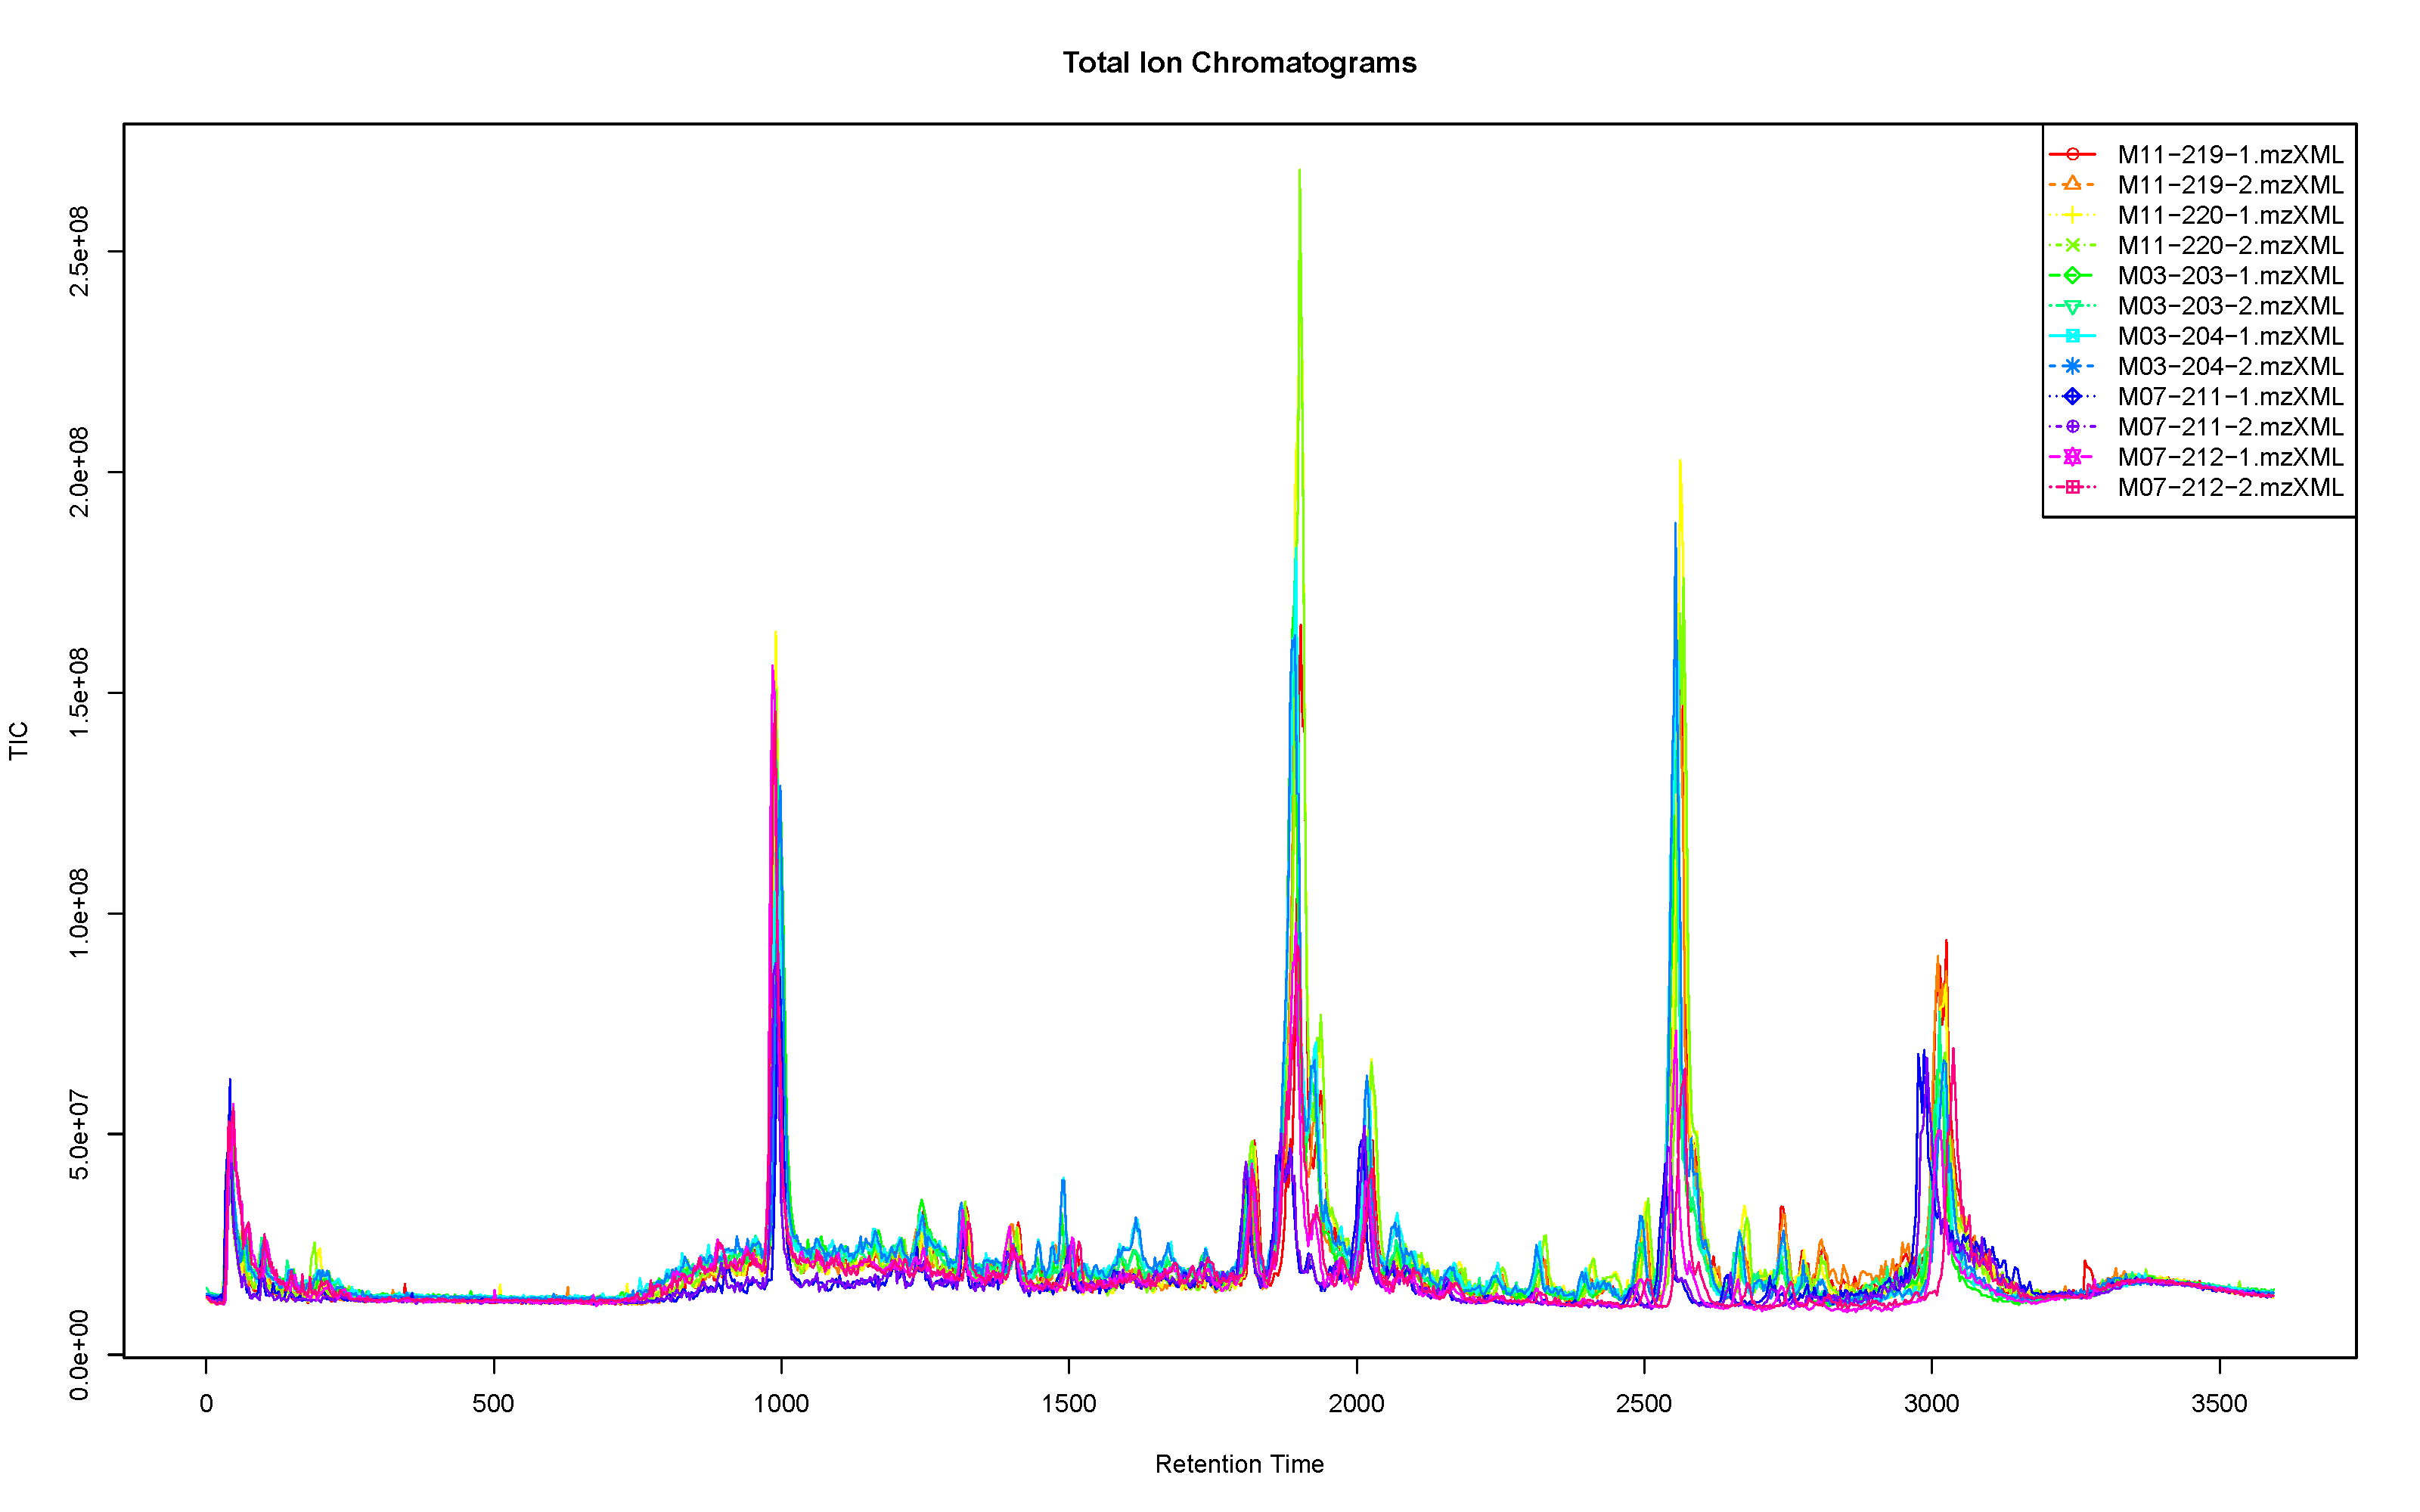 Total Ion Chromatograms
M11-219-1.mzXML
M11-219-2.mzXML
M11-220-1.mzXML
M11-220-2.mzXML
M03-203-1.mzXML
M03-203-2.mzXML
M03-204-1.mzXML
M03-204-2.mzXML
M07-211-1.mzXML
M07-211-2.mzXML
M07-212-1.mzXML
M07-212-2.mzXML
TIC
2.5e+08
2.0e+08
1.5e+08
1.0e+08
5.0e+07
0.0e+00
0 500 1000 1500 2000 2500 3000 3500
Retention Time